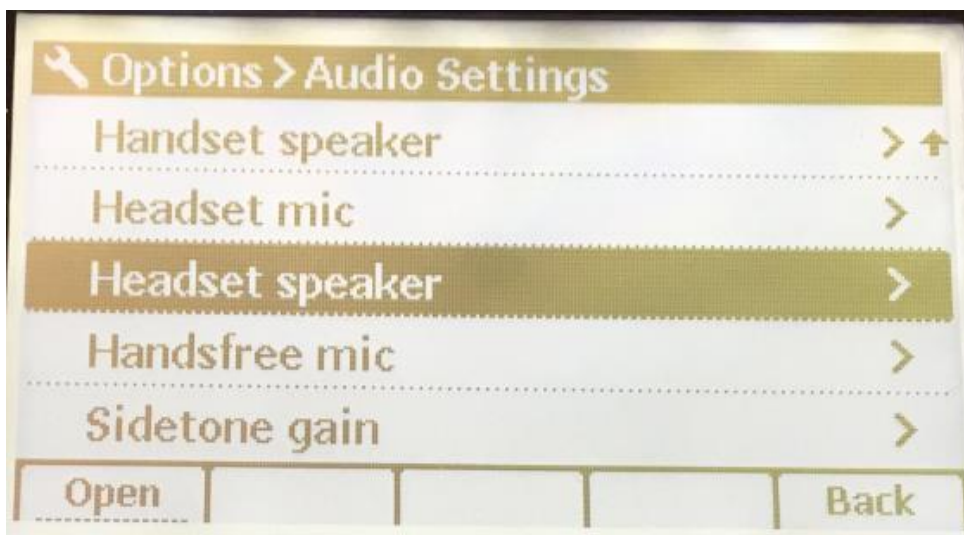 Options > Audio Settings
Handset speaker >
Headset mic >
Headset speaker >
Handsfree mic >
Sidetone gain >
Open Back